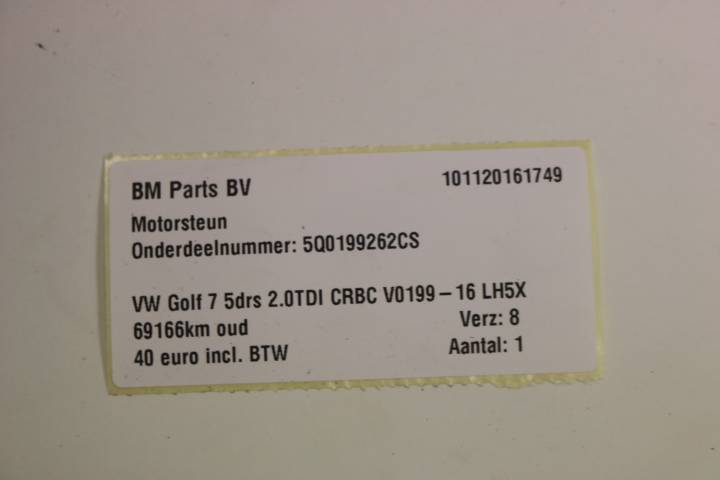 BM Parts BV 101120161749
Motorsteun
Onderdeelnummer: 5Q0199262CS
VW Golf 7 5drs 2.0TDI CRBC V0199-16 LH5X
69166km oud Verz: 8
40 euro incl. BTW Aantal: 1